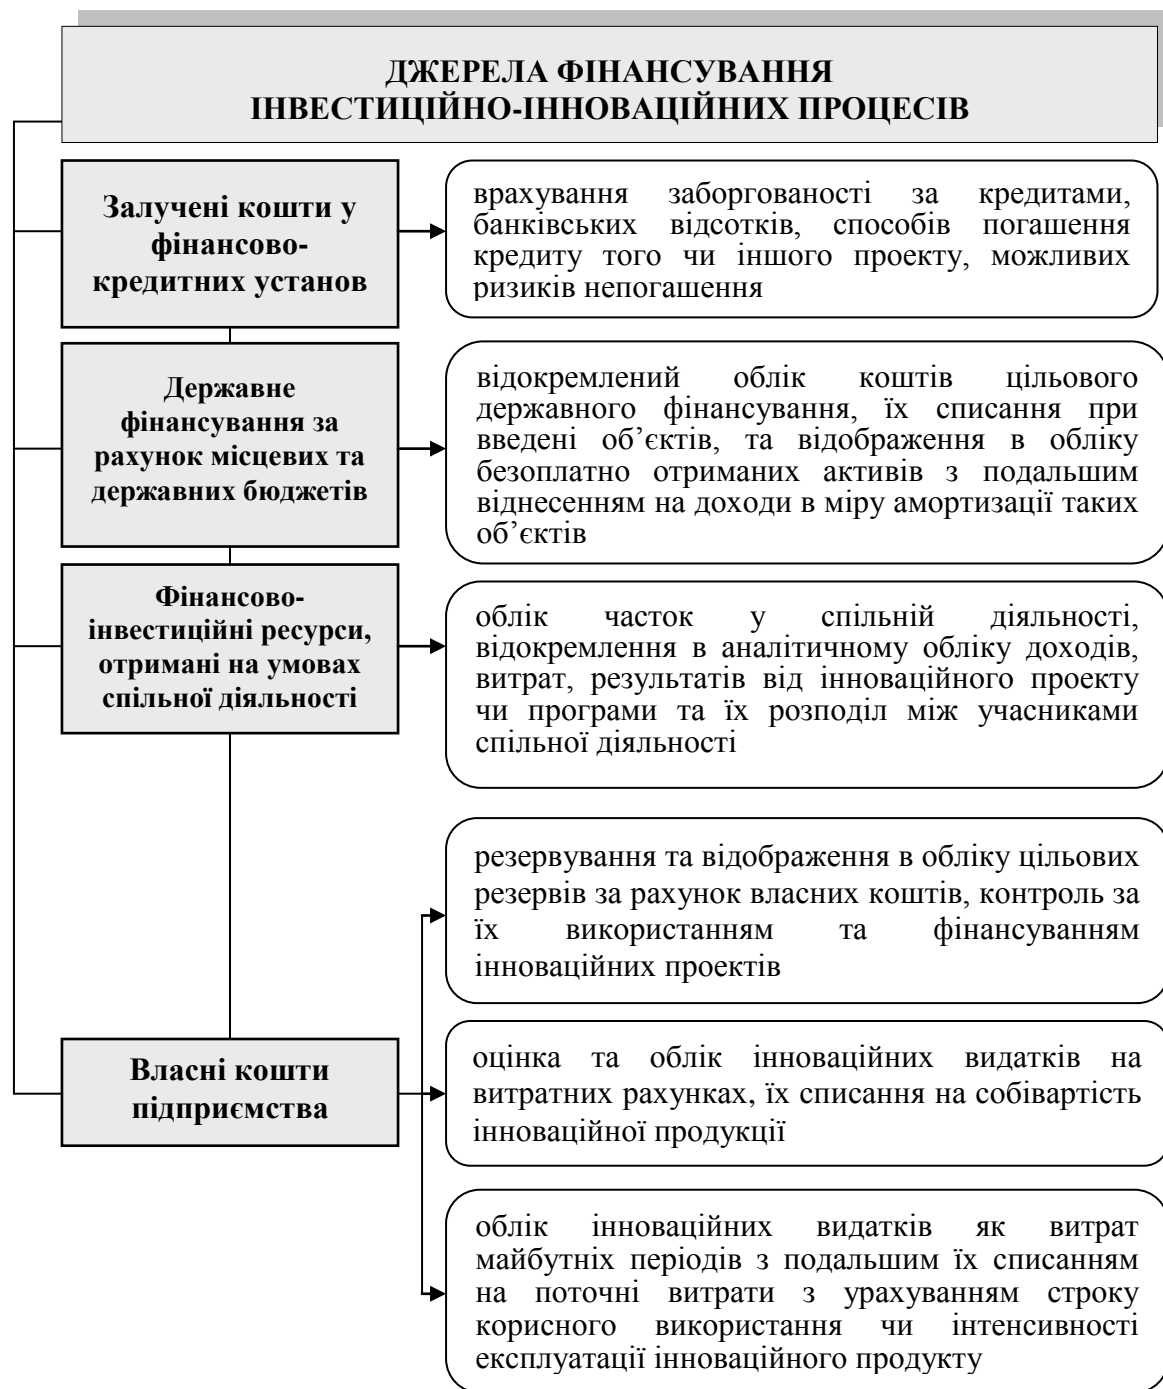 ДЖЕРЕЛА ФІНАНСУВАННЯ
ІНВЕСТИЦІЙНО-ІННОВАЦІЙНИХ ПРОЦЕСІВ
Залучені кошти у
фінансово-
кредитних установ
врахування заборгованості за кредитами,
банківських відсотків, способів погашення
кредиту того чи іншого проекту, можливих
ризиків непогашення
Державне
фінансування за
рахунок місцевих та
державних бюджетів
відокремлений облік коштів цільового
державного фінансування, їх списання при
введені об’єктів, та відображення в обліку
безоплатно отриманих активів з подальшим
віднесенням на доходи в міру амортизації таких
об’єктів
Фінансово-
інвестиційні ресурси,
отримані на умовах
спільної діяльності
облік часток у спільній діяльності,
відокремлення в аналітичному обліку доходів,
витрат, результатів від інноваційного проекту
чи програми та їх розподіл між учасниками
спільної діяльності
Власні кошти
підприємства
резервування та відображення в обліку цільових
резервів за рахунок власних коштів, контроль за
їх використанням та фінансуванням
інноваційних проектів
оцінка та облік інноваційних видатків на
витратних рахунках, їх списання на собівартість
інноваційної продукції
облік інноваційних видатків як витрат
майбутніх періодів з подальшим їх списанням
на поточні витрати з урахуванням строку
корисного використання чи інтенсивності
експлуатації інноваційного продукту